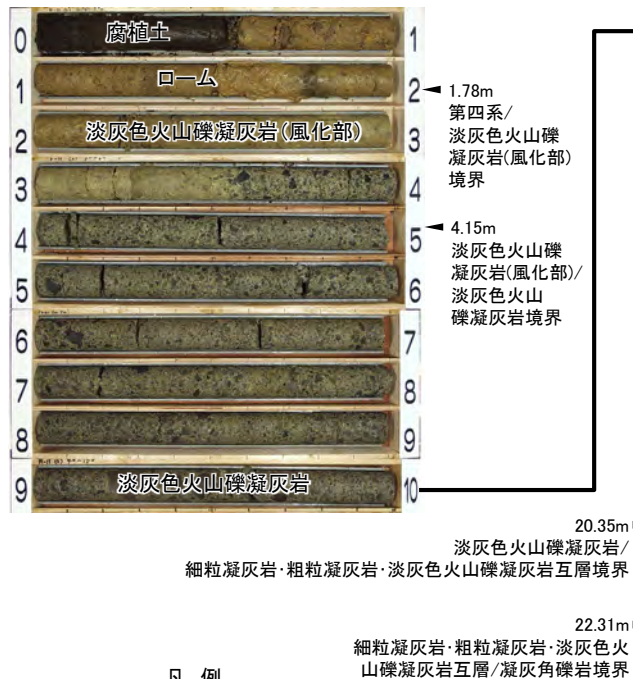 0 腐植土 1
1 ローム 2
2 淡灰色火山礫凝灰岩(風化部) 3
3 4
4 5
5 6
6 7
7 8
8 9
9 淡灰色火山礫凝灰岩 10
1.78m
第四系/
淡灰色火山礫
凝灰岩(風化部)
境界
4.15m
淡灰色火山礫
凝灰岩(風化部)/
淡灰色火山
礫凝灰岩境界
20.35m
淡灰色火山礫凝灰岩/
細粒凝灰岩・粗粒凝灰岩・淡灰色火山礫凝灰岩互層境界
22.31m
細粒凝灰岩・粗粒凝灰岩・淡灰色火
山礫凝灰岩互層/凝灰角礫岩境界
凡 例